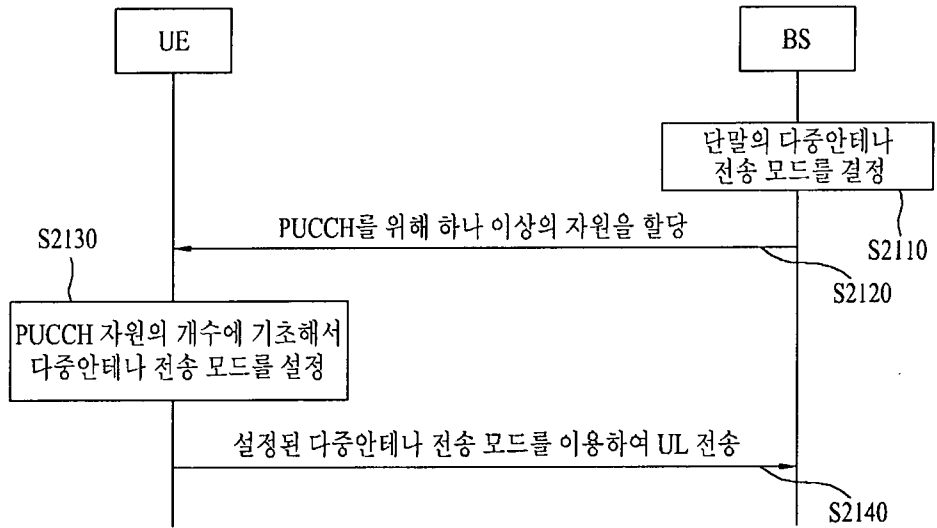 UE
BS
단말의 다중안테나
전송 모드를 결정
S2110
PUCCH를 위해 하나 이상의 자원을 할당
S2120
S2130
PUCCH 자원의 개수에 기초해서
다중안테나 전송 모드를 설정
설정된 다중안테나 전송 모드를 이용하여 UL 전송
S2140